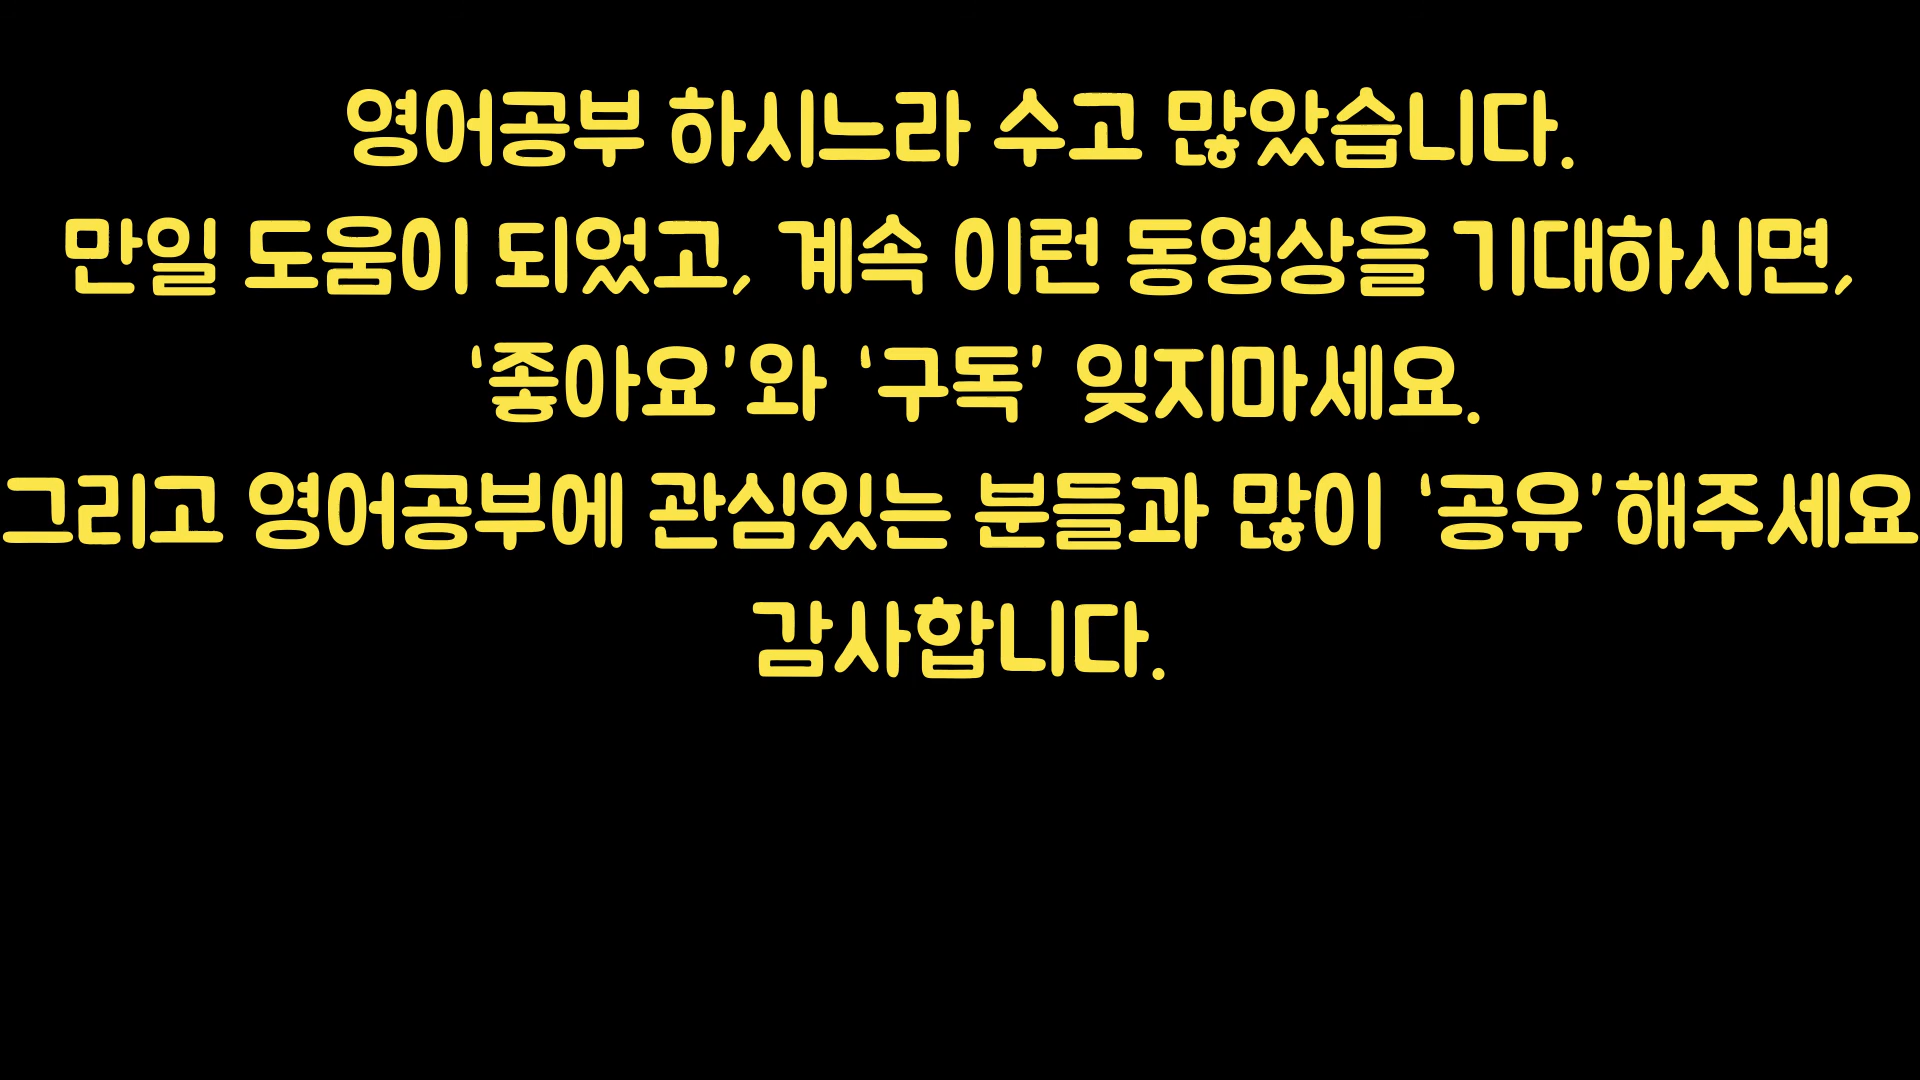 영어공부 하시느라 수고 많았습니다.
만일 도움이 되었고, 계속 이런 동영상을 기대하시면,
‘좋아요’와 ‘구독’ 잊지마세요.
그리고 영어공부에 관심있는 분들과 많이 ‘공유’해주세요
감사합니다.